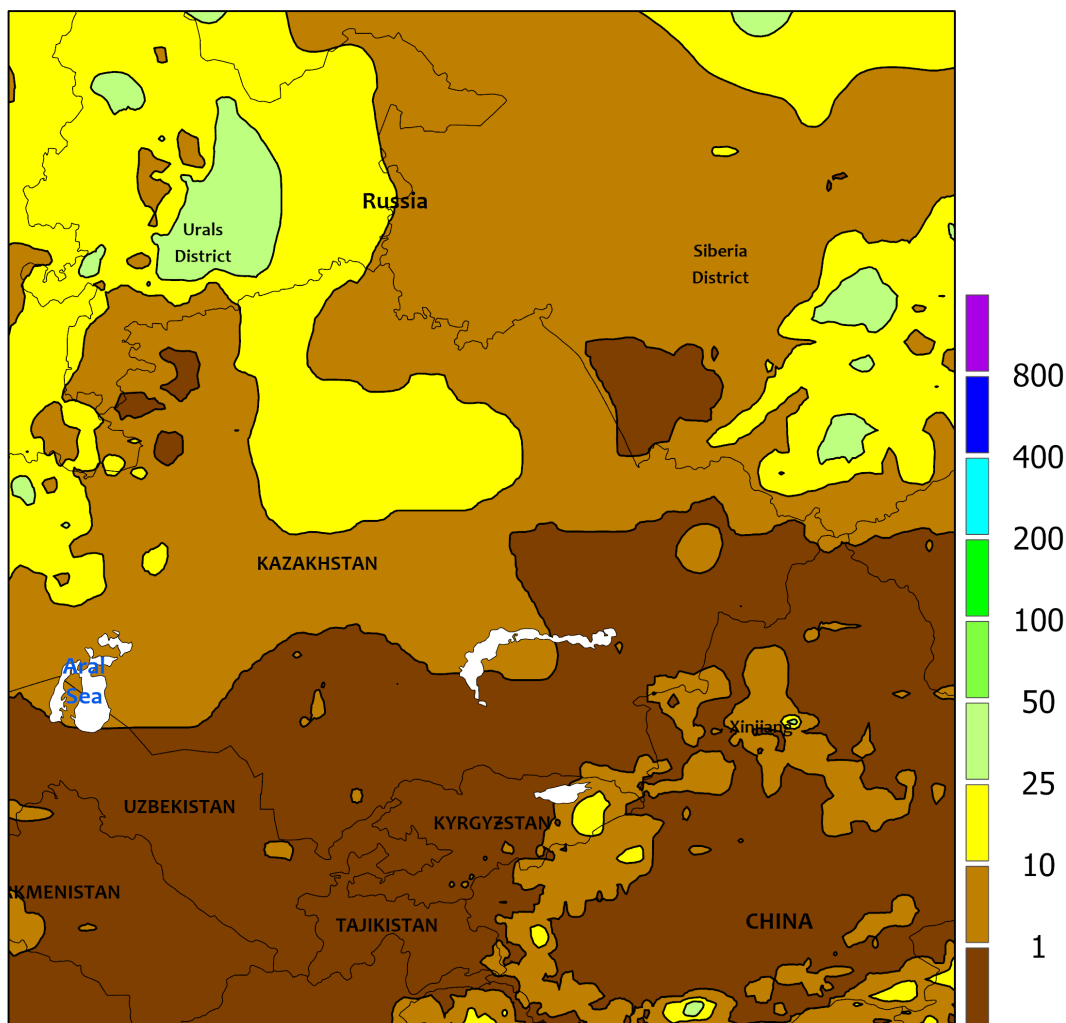 Russia
Urals
District
Siberia
District
KAZAKHSTAN
Aral
Sea
Xinjiang
UZBEKISTAN
KYRGYZSTAN
RKMENISTAN
TAJIKISTAN
CHINA
800
400
200
100
50
25
10
1